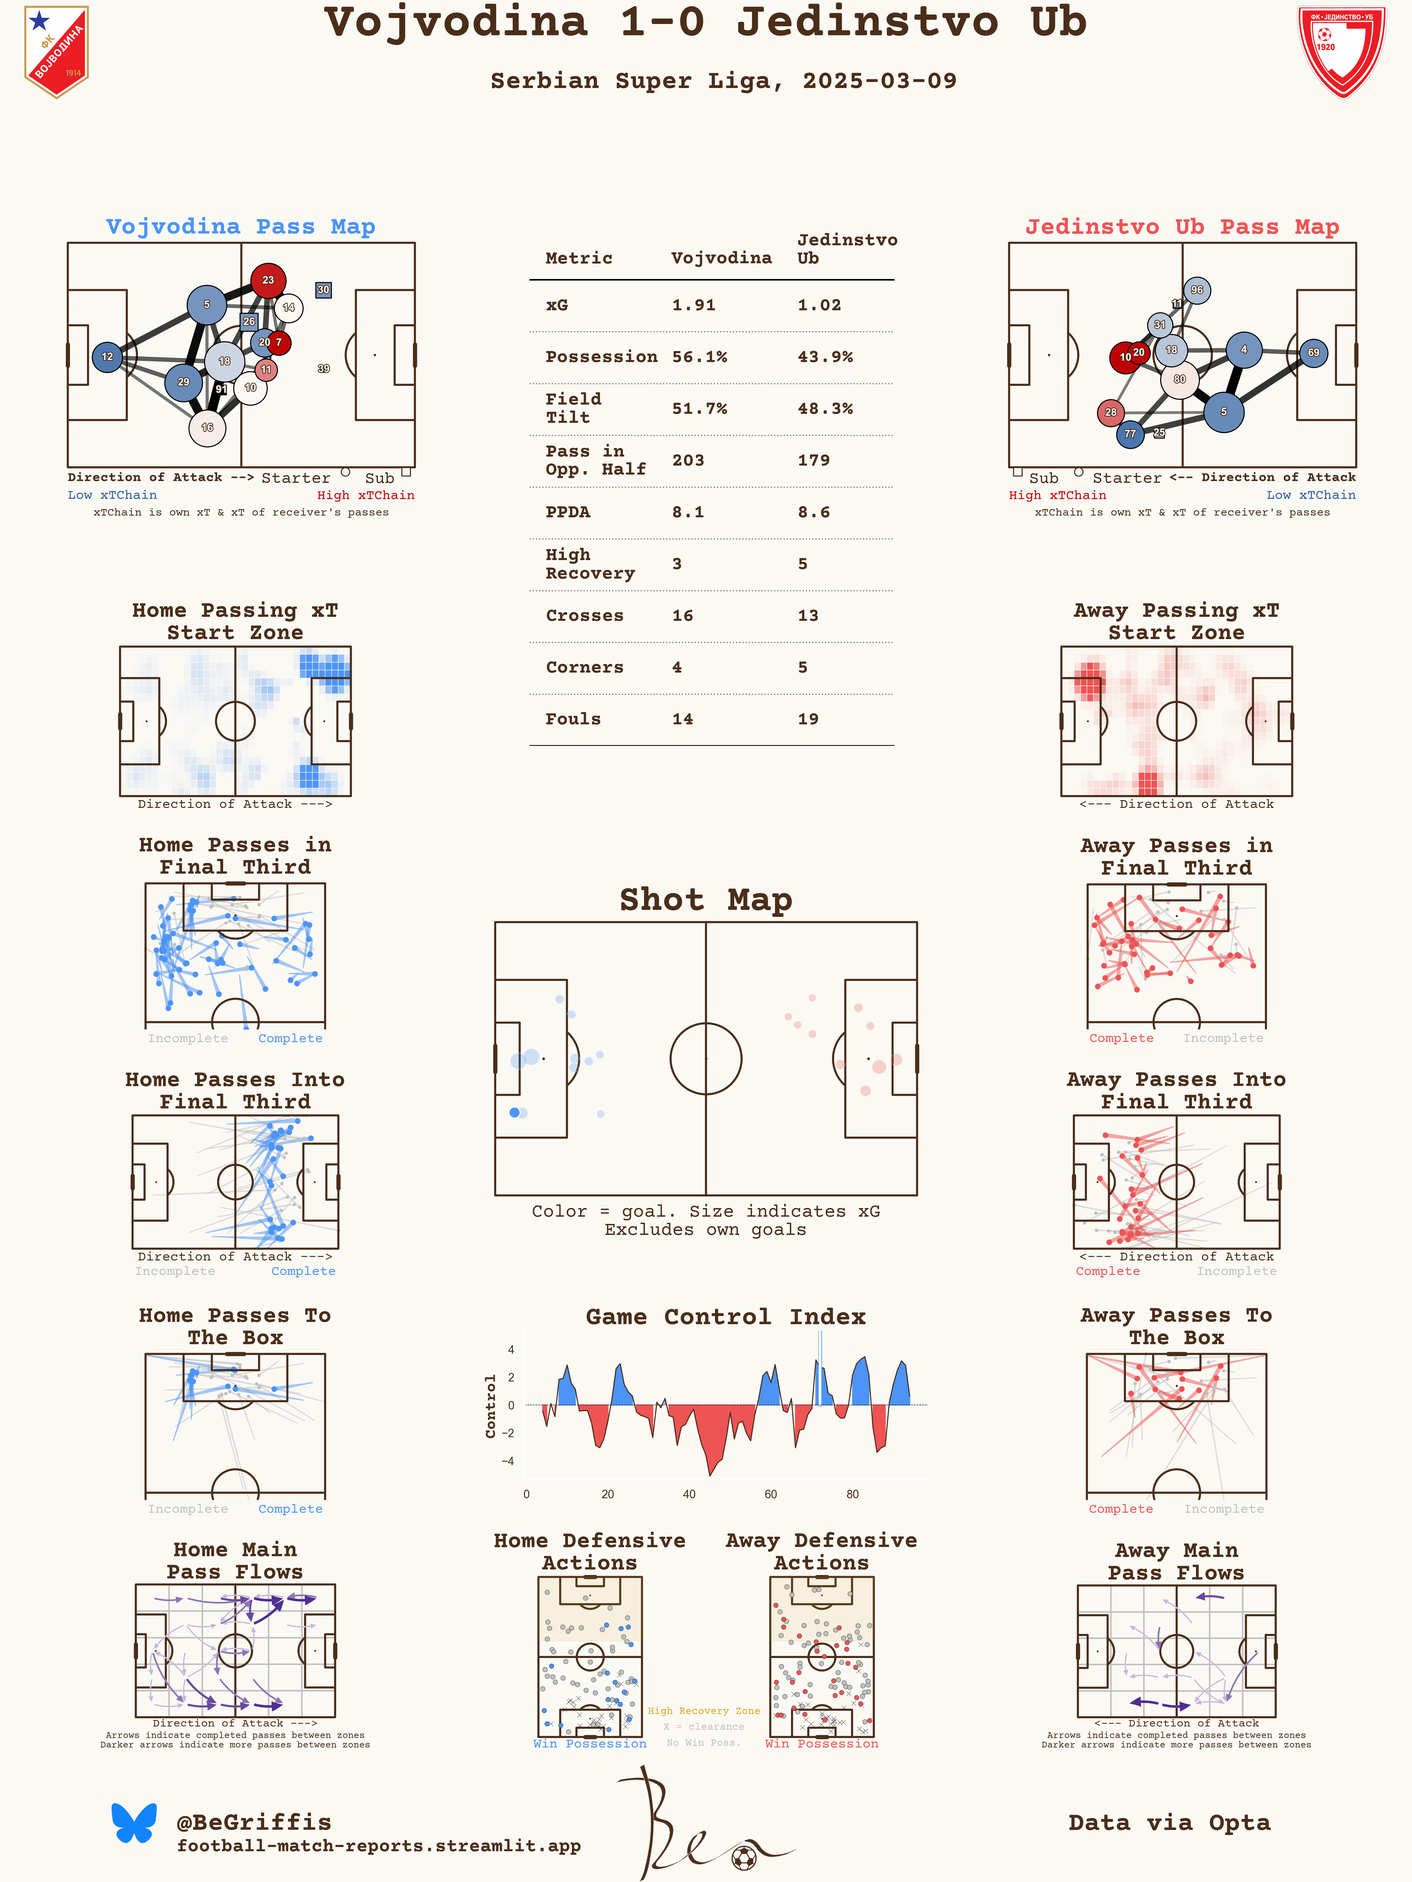 Vojvodina 1-0 Jedinstvo Ub
Serbian Super Liga, 2025-03-09
ФК
ВОЈВОДИНА
1914
ФК•ЈЕДИНСТВО•УБ
1920
Vojvodina Pass Map
23
30
5
14
26
20
7
12
18
11
39
29
91
10
16
Direction of Attack --> Starter Sub
Low xTChain High xTChain
xTChain is own xT & xT of receiver's passes
Metric Vojvodina Jedinstvo Ub
xG 1.91 1.02
Possession 56.1% 43.9%
Field Tilt 51.7% 48.3%
Pass in Opp. Half 203 179
PPDA 8.1 8.6
High Recovery 3 5
Crosses 16 13
Corners 4 5
Fouls 14 19
Jedinstvo Ub Pass Map
96
11
31
10
20
18
4
69
80
28
5
77
25
Sub Starter <-- Direction of Attack
High xTChain Low xTChain
xTChain is own xT & xT of receiver's passes
Home Passing xT
Start Zone
Direction of Attack --->
Away Passing xT
Start Zone
<--- Direction of Attack
Home Passes in
Final Third
Incomplete Complete
Away Passes in
Final Third
Complete Incomplete
Shot Map
Color = goal. Size indicates xG
Excludes own goals
Home Passes Into
Final Third
Direction of Attack --->
Incomplete Complete
Away Passes Into
Final Third
<--- Direction of Attack
Complete Incomplete
Home Passes To
The Box
Incomplete Complete
Game Control Index
Control
4
2
0
−2
−4
0 20 40 60 80
Away Passes To
The Box
Complete Incomplete
Home Main
Pass Flows
Direction of Attack --->
Arrows indicate completed passes between zones
Darker arrows indicate more passes between zones
Home Defensive
Actions
Win Possession
High Recovery Zone
X = clearance
No Win Poss.
Away Defensive
Actions
Win Possession
Away Main
Pass Flows
<--- Direction of Attack
Arrows indicate completed passes between zones
Darker arrows indicate more passes between zones
@BeGriffis
football-match-reports.streamlit.app
Ben
Data via Opta